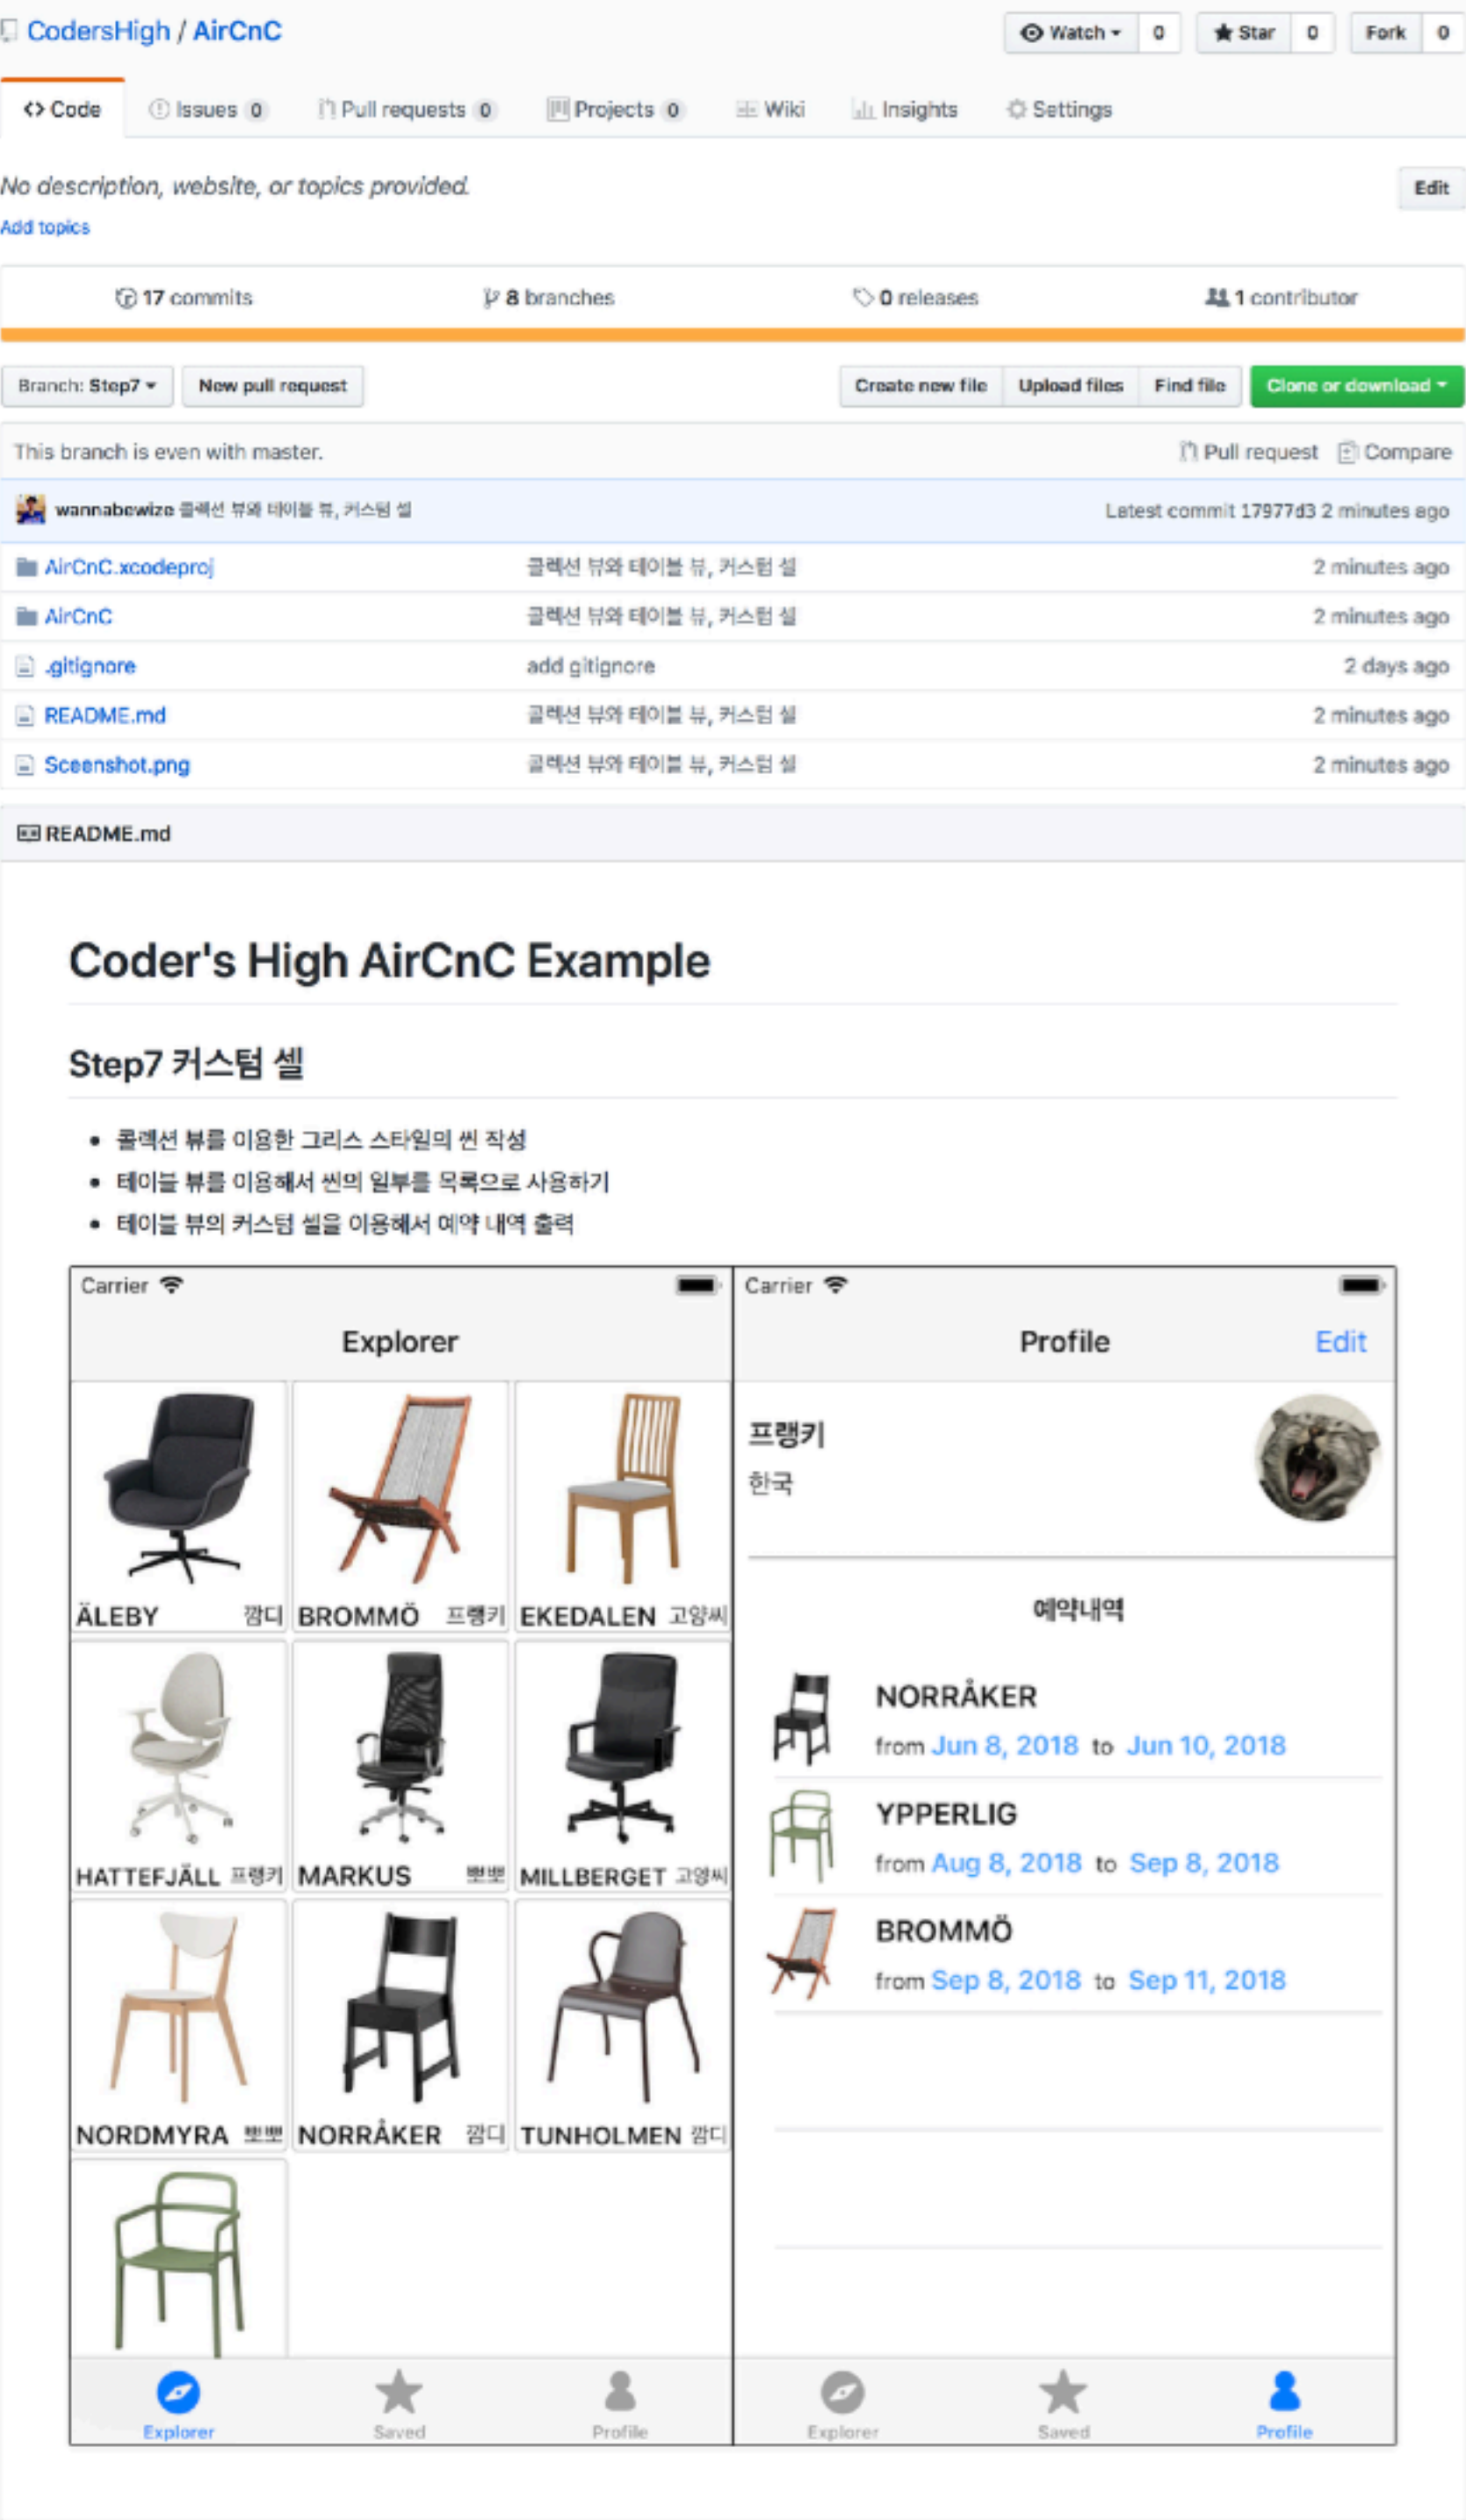 CodersHigh / AirCnC
Watch 0 Star 0 Fork 0
Code Issues 0 Pull requests 0 Projects 0 Wiki Insights Settings
No description, website, or topics provided. Edit
Add topics
17 commits 8 branches 0 releases 1 contributor
Branch: Step7 New pull request Create new file Upload files Find file Clone or download
This branch is even with master. Pull request Compare
wannabewize 콜렉션 뷰와 테이블 뷰, 커스텀 셀 Latest commit 17977d3 2 minutes ago
AirCnC.xcodeproj 콜렉션 뷰와 테이블 뷰, 커스텀 셀 2 minutes ago
AirCnC 콜렉션 뷰와 테이블 뷰, 커스텀 셀 2 minutes ago
.gitignore add gitignore 2 days ago
README.md 콜렉션 뷰와 테이블 뷰, 커스텀 셀 2 minutes ago
Sceenshot.png 콜렉션 뷰와 테이블 뷰, 커스텀 셀 2 minutes ago
README.md
Coder's High AirCnC Example
Step7 커스텀 셀
• 콜렉션 뷰를 이용한 그리스 스타일의 씬 작성
• 테이블 뷰를 이용해서 씬의 일부를 목록으로 사용하기
• 테이블 뷰의 커스텀 셀을 이용해서 예약 내역 출력
Carrier
Explorer
ÄLEBY 깜디 BROMMÖ 프랭키 EKEDALEN 고양씨
HATTEFJÄLL 프랭키 MARKUS 뽀뽀 MILLBERGET 고양씨
NORDMYRA 뽀뽀 NORRÅKER 깜디 TUNHOLMEN 깜디
Explorer Saved Profile
Carrier
Profile Edit
프랭키
한국
예약내역
NORRÅKER
from Jun 8, 2018 to Jun 10, 2018
YPPERLIG
from Aug 8, 2018 to Sep 8, 2018
BROMMÖ
from Sep 8, 2018 to Sep 11, 2018
Explorer Saved Profile